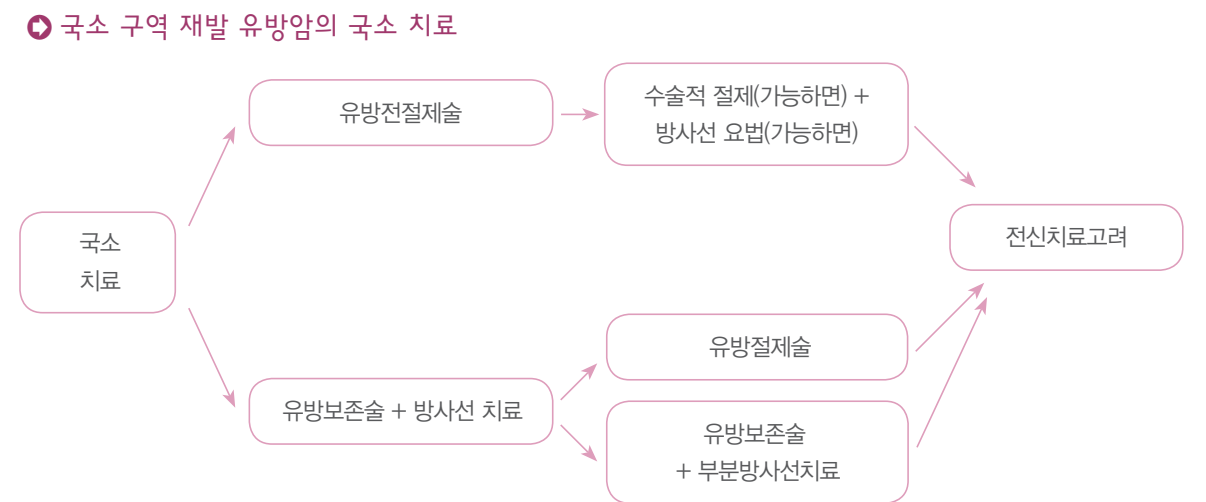 국소 구역 재발 유방암의 국소 치료
유방전절제술
수술적 절제(가능하면) +
방사선 요법(가능하면)
국소
치료
전신치료고려
유방절제술
유방보존술 + 방사선 치료
유방보존술
+ 부분방사선치료